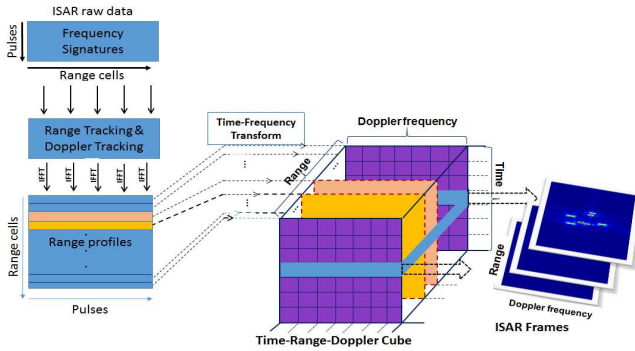 ISAR raw data
Pulses
Frequency
Signatures
Range cells
Range Tracking &
Doppler Tracking
IFFT
IFFT
IFFT
IFFT
IFFT
Range cells
Range profiles
Pulses
Time-Frequency
Transform
Doppler frequency
Range
Time
Time-Range-Doppler Cube
Range
Doppler frequency
ISAR Frames